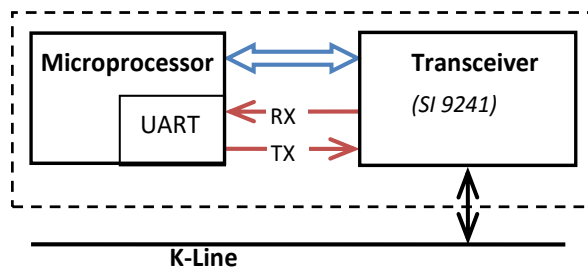 Microprocessor
Transceiver
(SI 9241)
UART
RX
TX
K-Line